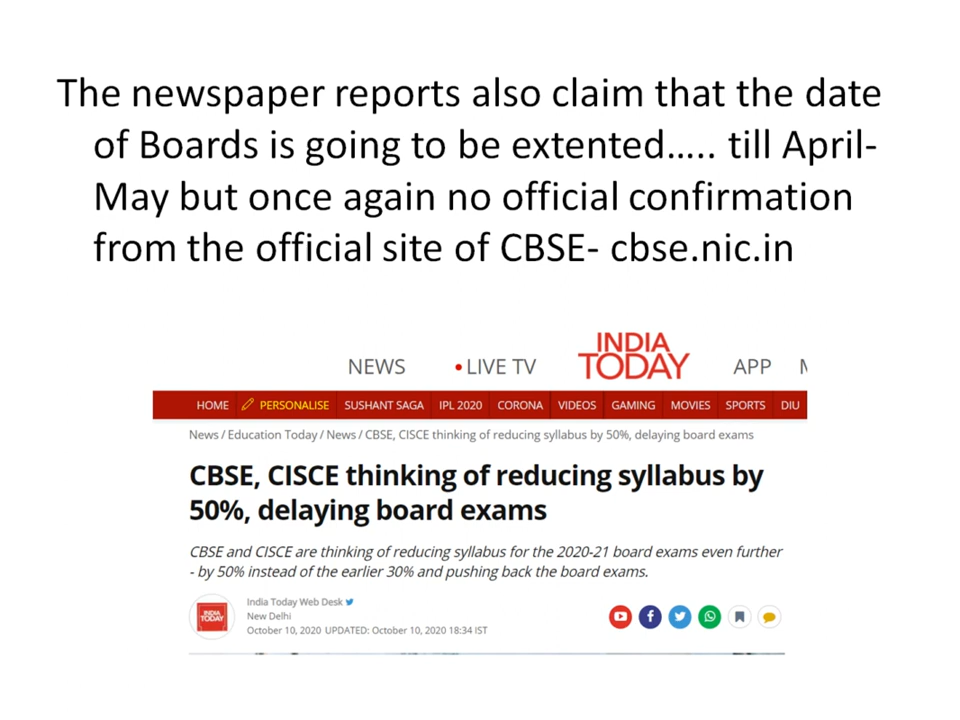 The newspaper reports also claim that the date
of Boards is going to be extented..... till April-
May but once again no official confirmation
from the official site of CBSE- cbse.nic.in
NEWS LIVE TV INDIA TODAY APP
HOME PERSONALISE SUSHANT SAGA IPL 2020 CORONA VIDEOS GAMING MOVIES SPORTS DIU
News / Education Today / News / CBSE, CISCE thinking of reducing syllabus by 50%, delaying board exams
CBSE, CISCE thinking of reducing syllabus by
50%, delaying board exams
CBSE and CISCE are thinking of reducing syllabus for the 2020-21 board exams even further
- by 50% instead of the earlier 30% and pushing back the board exams.
India Today Web Desk
INDIA TODAY
New Delhi
October 10, 2020 UPDATED: October 10, 2020 18:34 IST